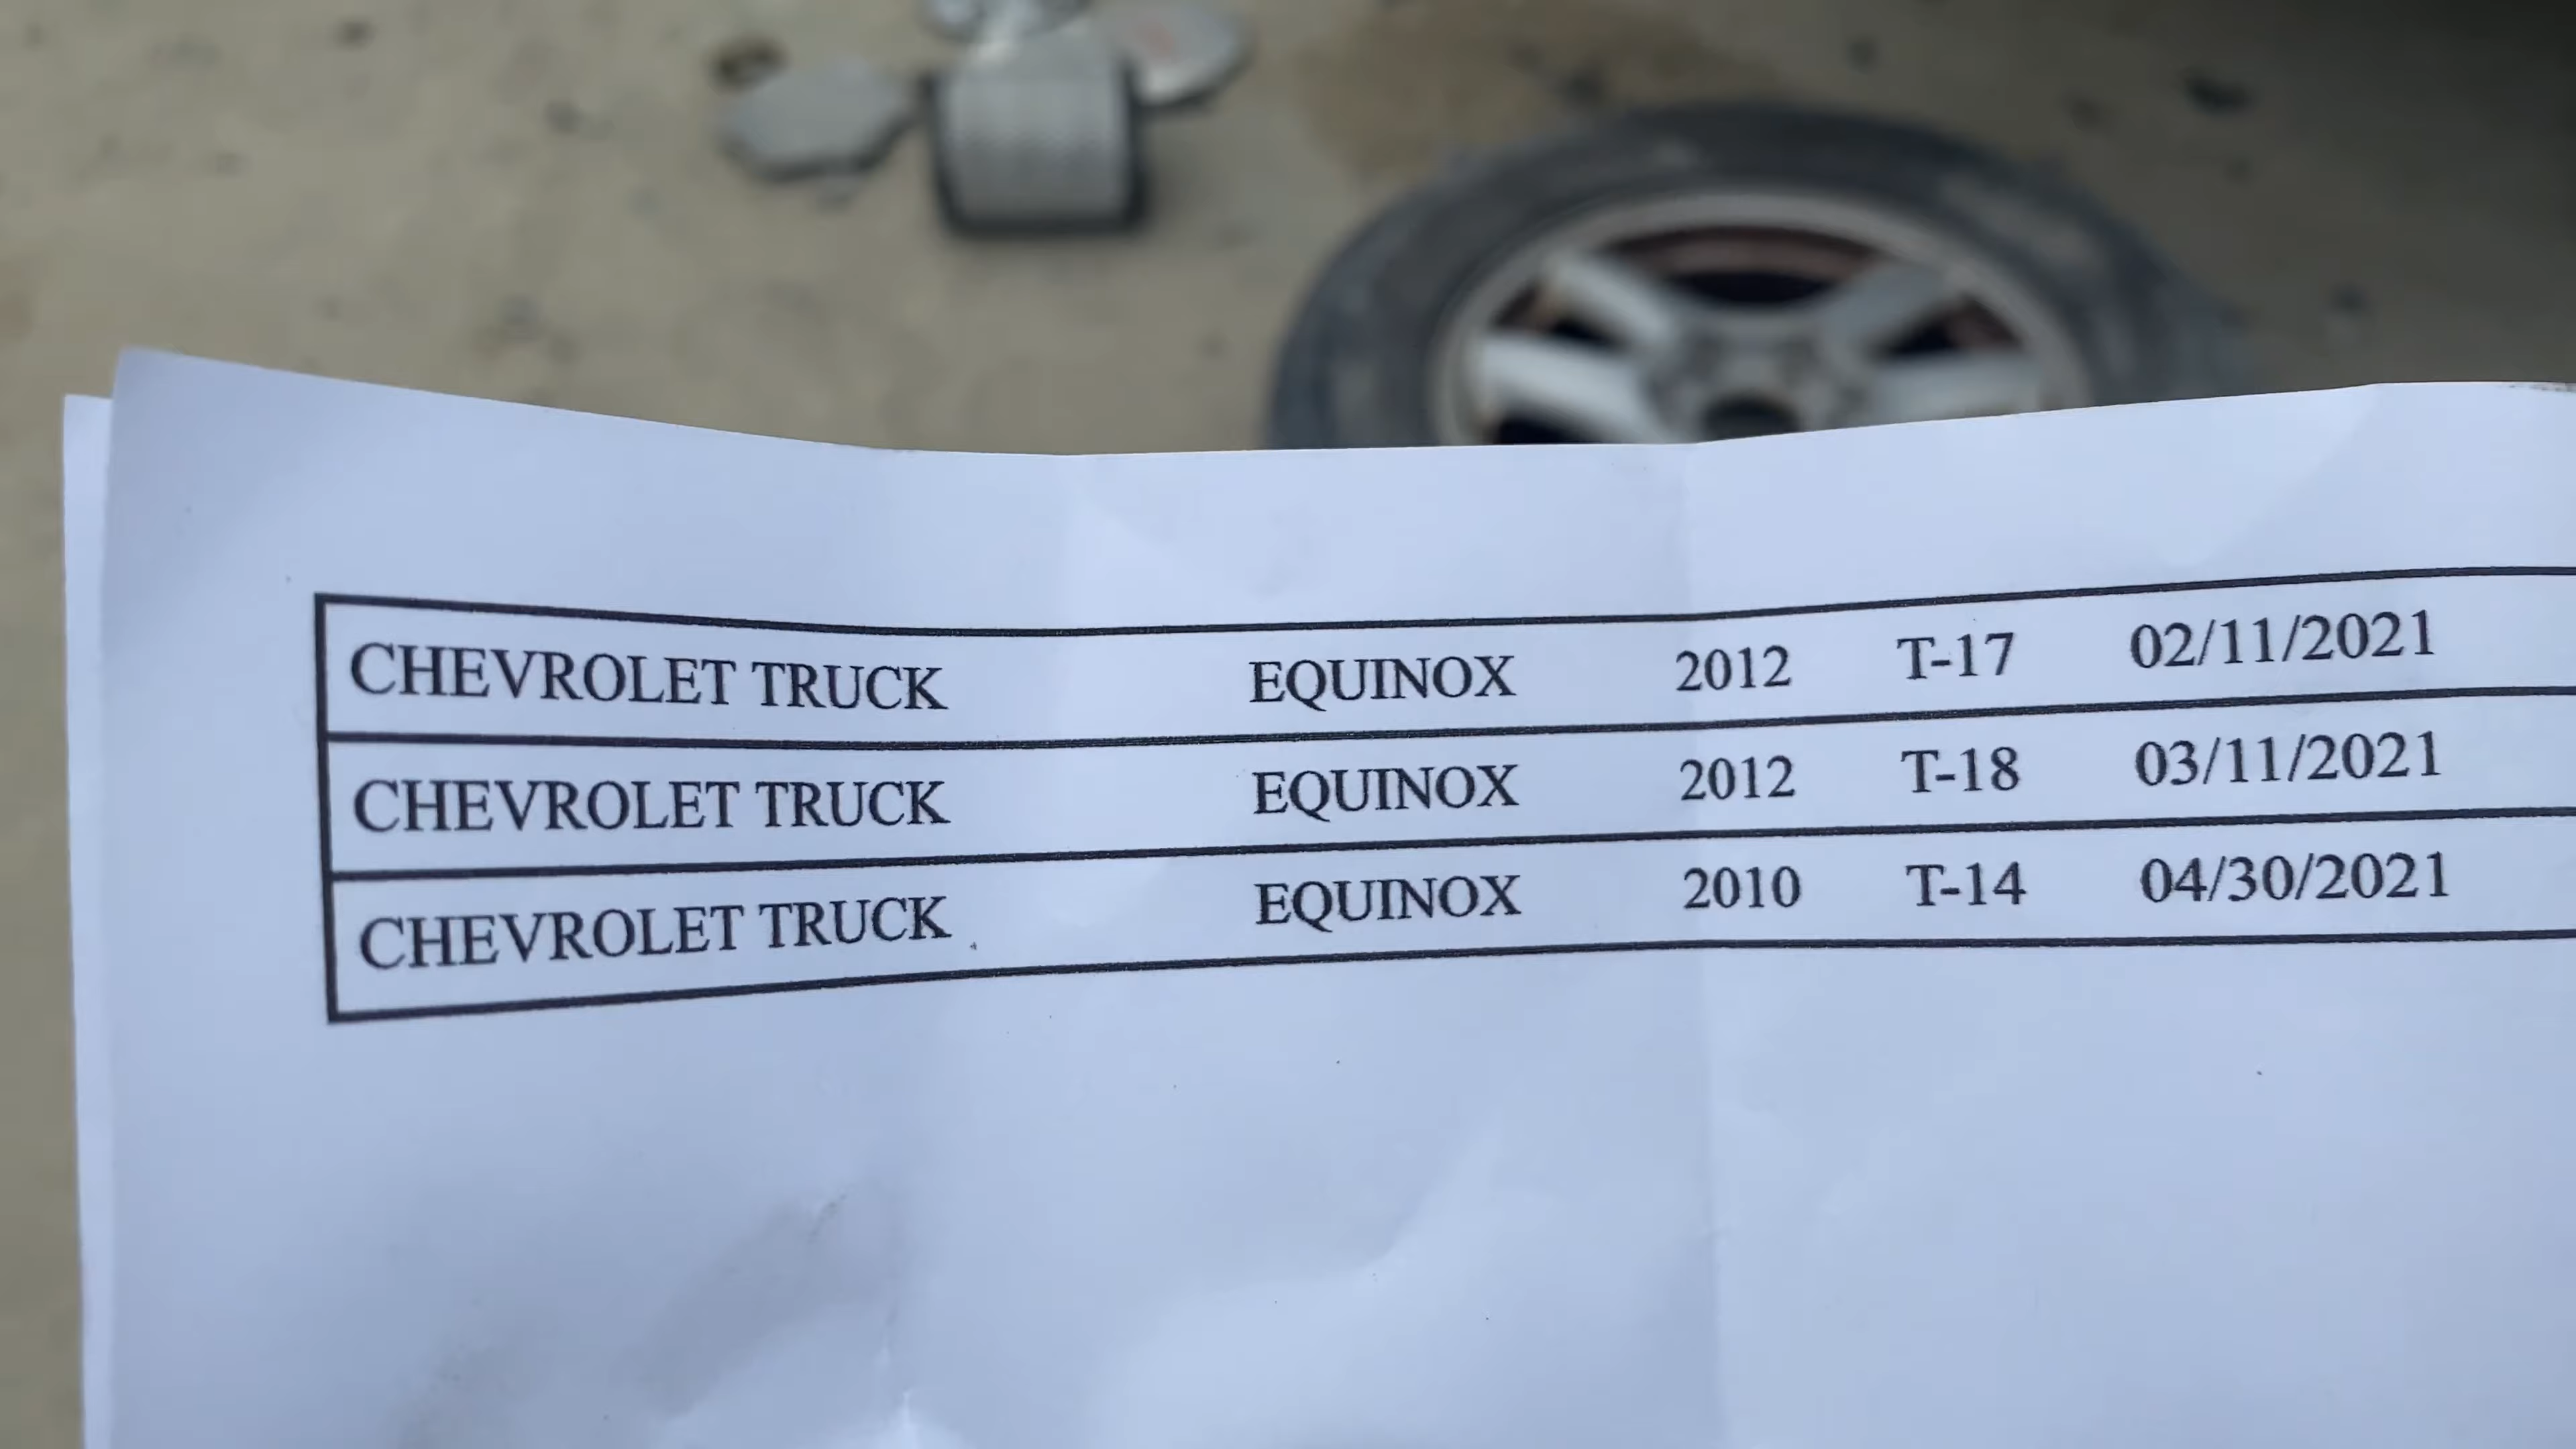 CHEVROLET TRUCK EQUINOX 2012 T-17 02/11/2021
CHEVROLET TRUCK EQUINOX 2012 T-18 03/11/2021
CHEVROLET TRUCK EQUINOX 2010 T-14 04/30/2021